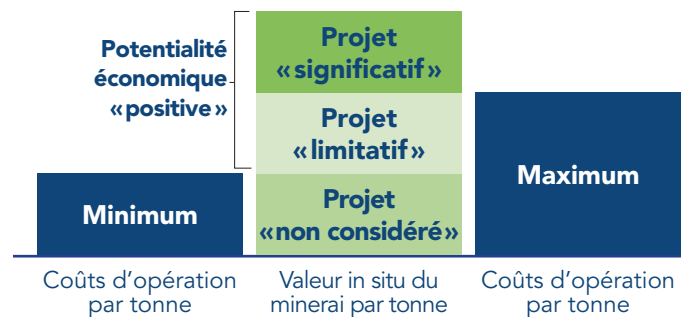 Potentialité
économique
«positive»
Projet
«significatif»
Projet
«limitatif»
Projet
«non considéré»
Minimum
Maximum
Coûts d’opération
par tonne
Valeur in situ du
minerai par tonne
Coûts d’opération
par tonne